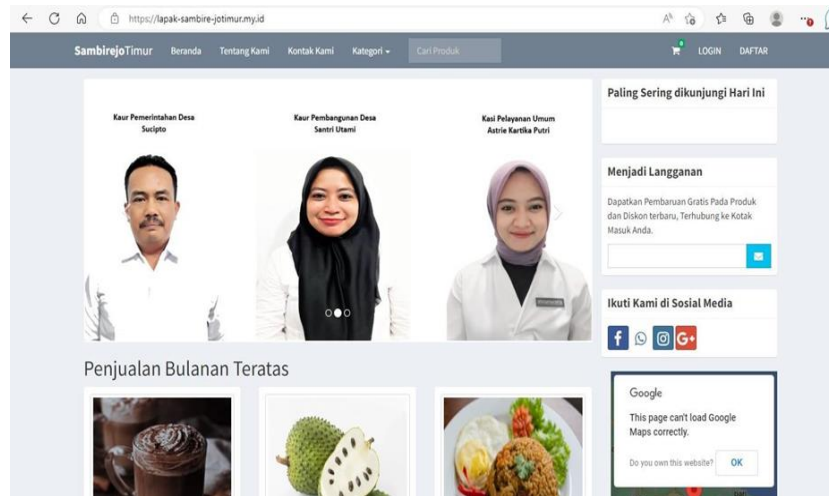 https://lapak-sambire-jotimur.my.id
SambirejoTimur Beranda Tentang Kami Kontak Kami Kategori Cari Produk 0 LOGIN DAFTAR
Kaur Pemerintahan Desa
Sucipto
Kaur Pembangunan Desa
Santri Utami
Kasi Pelayanan Umum
Astrie Kartika Putri
Penjualan Bulanan Teratas
Paling Sering dikunjungi Hari Ini
Menjadi Langganan
Dapatkan Pembaruan Gratis Pada Produk
dan Diskon terbaru, Terhubung ke Kotak
Masuk Anda.
Ikuti Kami di Sosial Media
f G+
Google
This page can't load Google
Maps correctly.
Do you own this website? OK